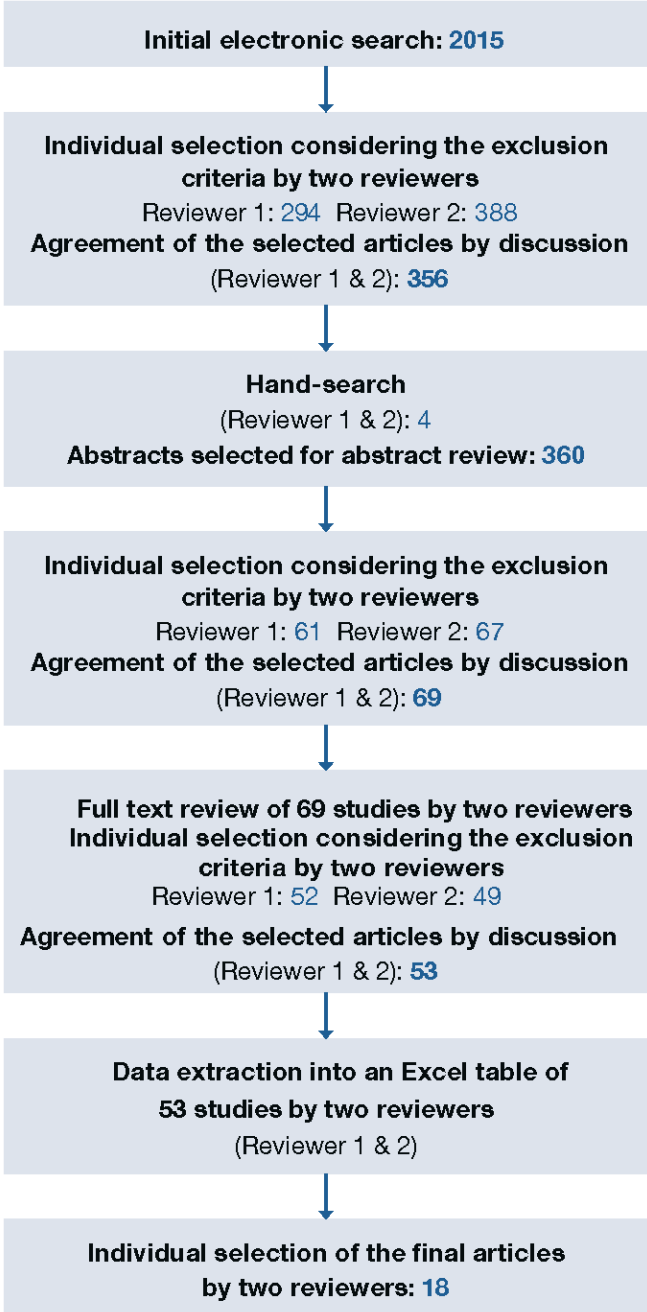 Initial electronic search: 2015
Individual selection considering the exclusion
criteria by two reviewers
Reviewer 1: 294 Reviewer 2: 388
Agreement of the selected articles by discussion
(Reviewer 1 & 2): 356
Hand-search
(Reviewer 1 & 2): 4
Abstracts selected for abstract review: 360
Individual selection considering the exclusion
criteria by two reviewers
Reviewer 1: 61 Reviewer 2: 67
Agreement of the selected articles by discussion
(Reviewer 1 & 2): 69
Full text review of 69 studies by two reviewers
Individual selection considering the exclusion
criteria by two reviewers
Reviewer 1: 52 Reviewer 2: 49
Agreement of the selected articles by discussion
(Reviewer 1 & 2): 53
Data extraction into an Excel table of
53 studies by two reviewers
(Reviewer 1 & 2)
Individual selection of the final articles
by two reviewers: 18